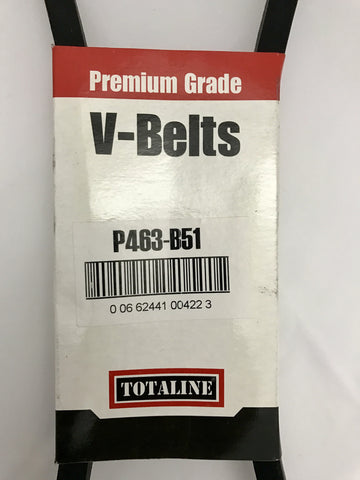 Premium Grade
V-Belts
P463-B51
0 06 62441 00422 3
TOTALINE